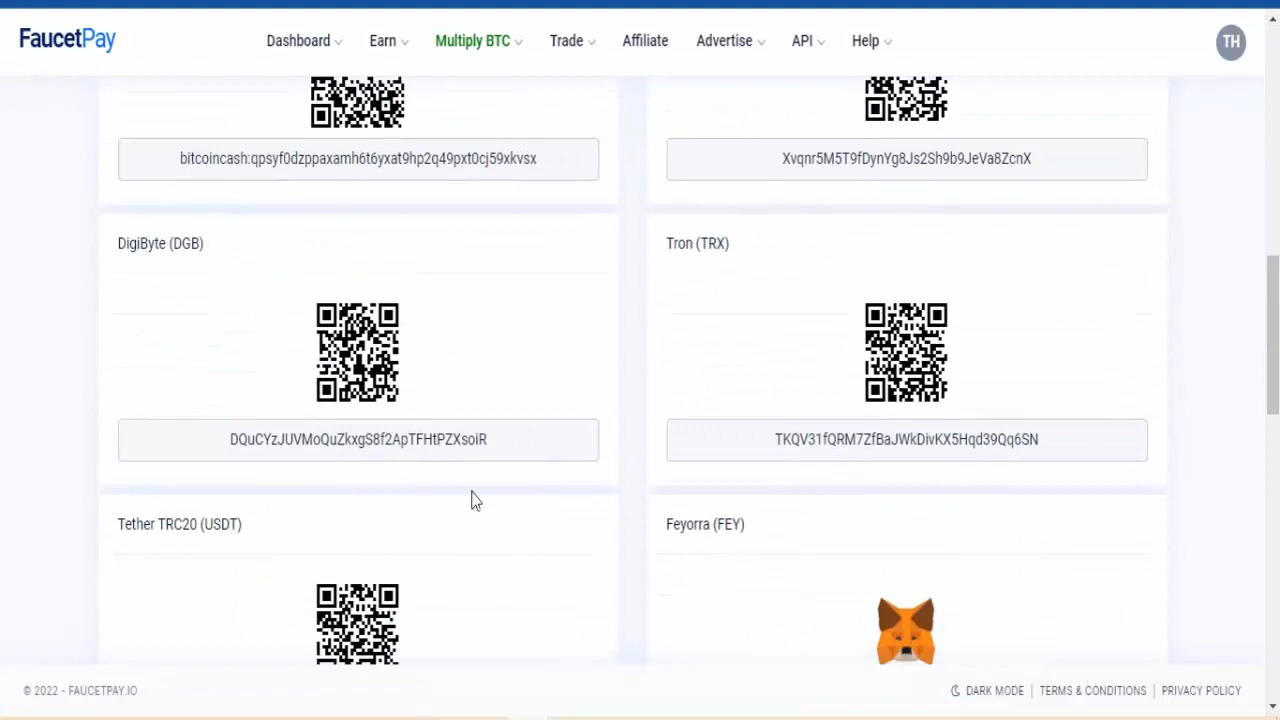 FaucetPay
Dashboard Earn Multiply BTC Trade Affiliate Advertise API Help TH
bitcoincash:qpsyf0dzppaxamh6t6yxat9hp2q49pxt0cj59xkvsx
Xvqnr5M5T9fDynYg8Js2Sh9b9JeVa8ZcnX
DigiByte (DGB)
Tron (TRX)
DQuCYzJUVMoQuZkxgS8f2ApTFHtPZXsoiR
TKQV31fQRM7ZfBaJWkDivKX5Hqd39Qq6SN
Tether TRC20 (USDT)
Feyorra (FEY)
© 2022 - FAUCETPAY.IO
DARK MODE | TERMS & CONDITIONS | PRIVACY POLICY